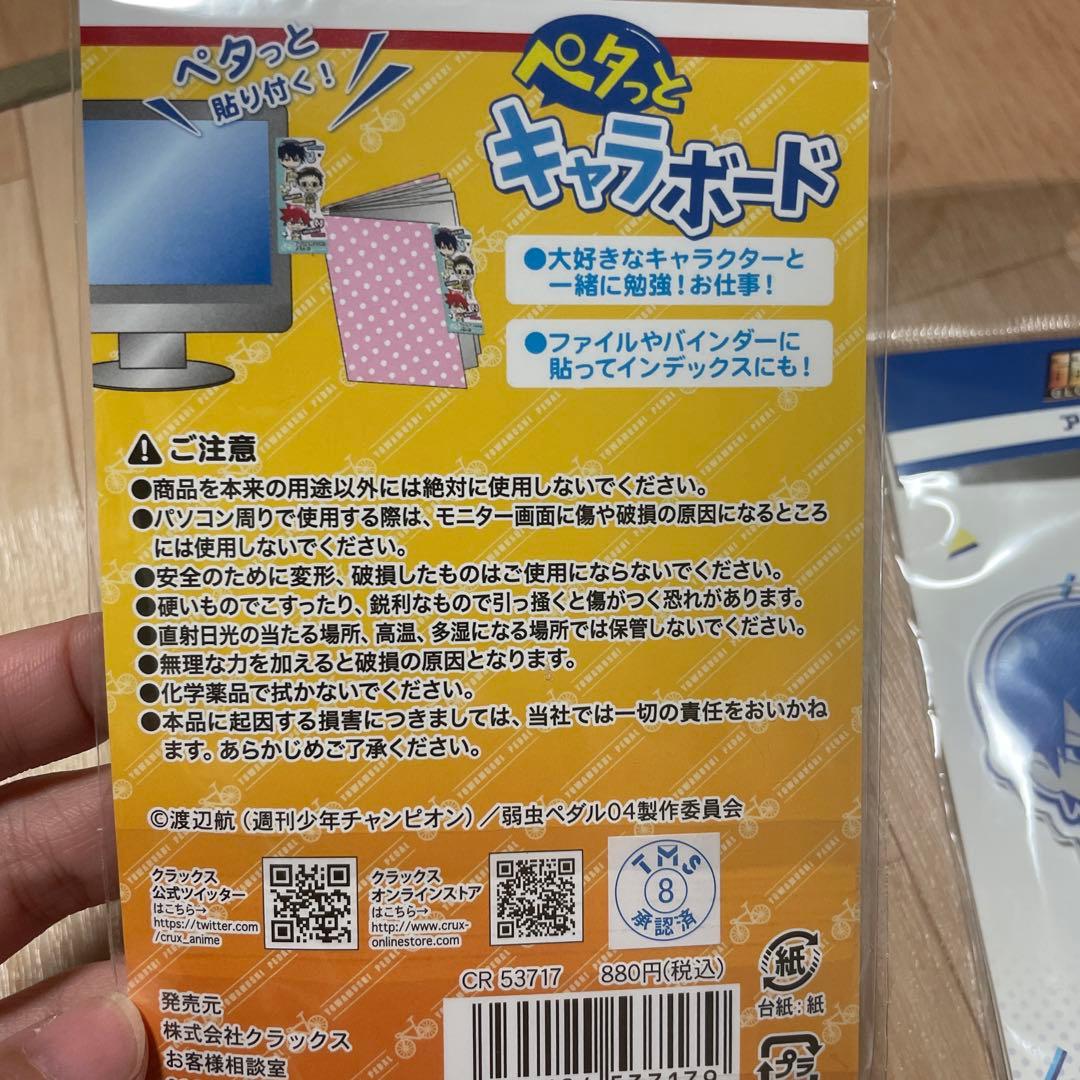 ペタっと
貼り付く!
ペタっと
キャラボード
●大好きなキャラクターと
一緒に勉強!お仕事!
●ファイルやバインダーに
貼ってインデックスにも!
ご注意
●商品を本来の用途以外には絶対に使用しないでください。
●パソコン周りで使用する際は、モニター画面に傷や破損の原因になるところ
には使用しないでください。
●安全のために変形、破損したものはご使用にならないでください。
●硬いものでこすったり、鋭利なもので引っ掻くと傷がつく恐れがあります。
●直射日光の当たる場所、高温、多湿になる場所では保管しないでください。
●無理な力を加えると破損の原因となります。
●化学薬品で拭かないでください。
●本品に起因する損害につきましては、当社では一切の責任をおいかね
ます。あらかじめご了承ください。
©渡辺航(週刊少年チャンピオン)/弱虫ペダル04製作委員会
クラックス
公式ツイッター
はこちら→
https://twitter.com
/crux_anime
クラックス
オンラインストア
はこちら→
http://www.crux-
onlinestore.com
TMS
8
承認済
CR 53717 880円(税込)
紙
台紙:紙
プラ
発売元
株式会社クラックス
お客様相談室
YOWAMUSHI PEDAL